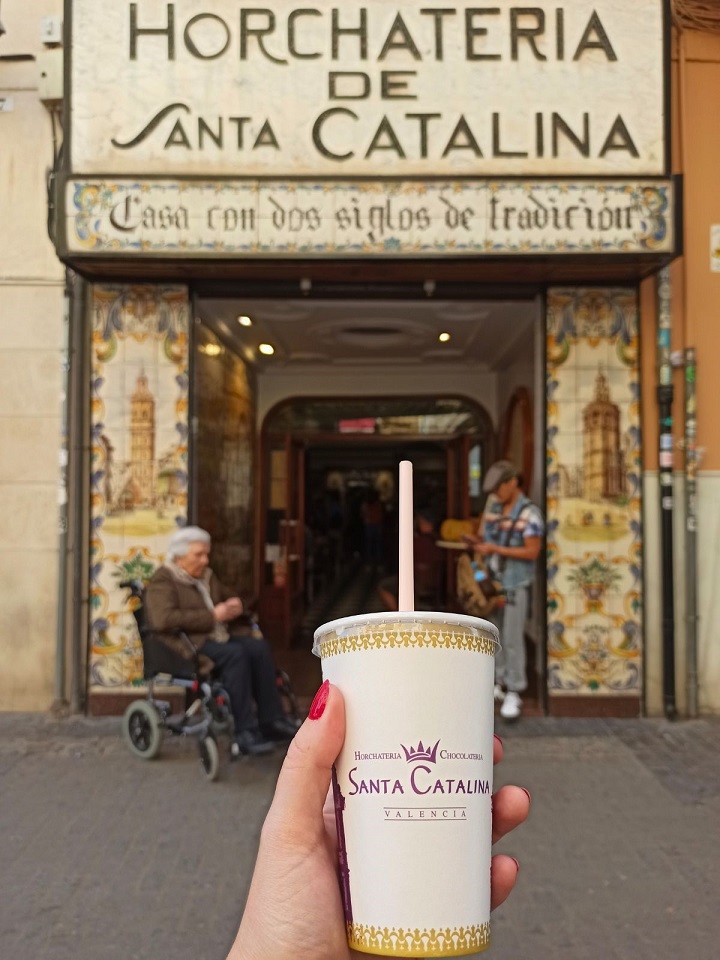 HORCHATERIA
DE
SANTA CATALINA
Casa con dos siglos de tradición
HORCHATERIA CHOCOLATERIA
SANTA CATALINA
VALENCIA